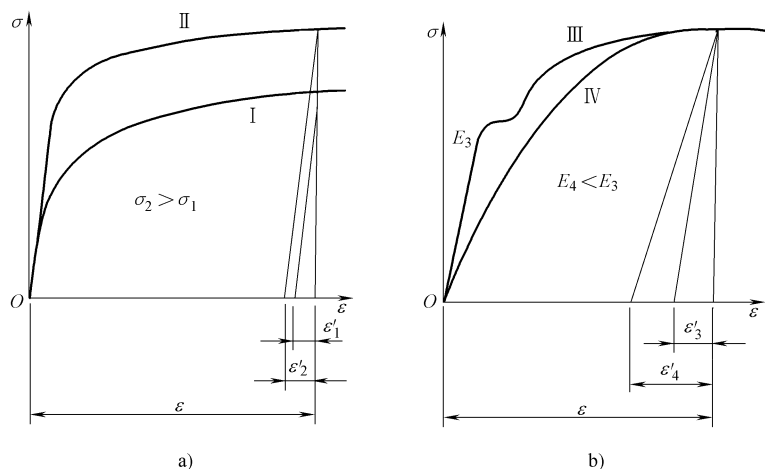 σ
Ⅱ
Ⅰ
σ₂ > σ₁
O
ε
ε′₁
ε′₂
ε
a)
σ
Ⅲ
Ⅳ
E₃
E₄ < E₃
O
ε
ε′₃
ε′₄
ε
b)